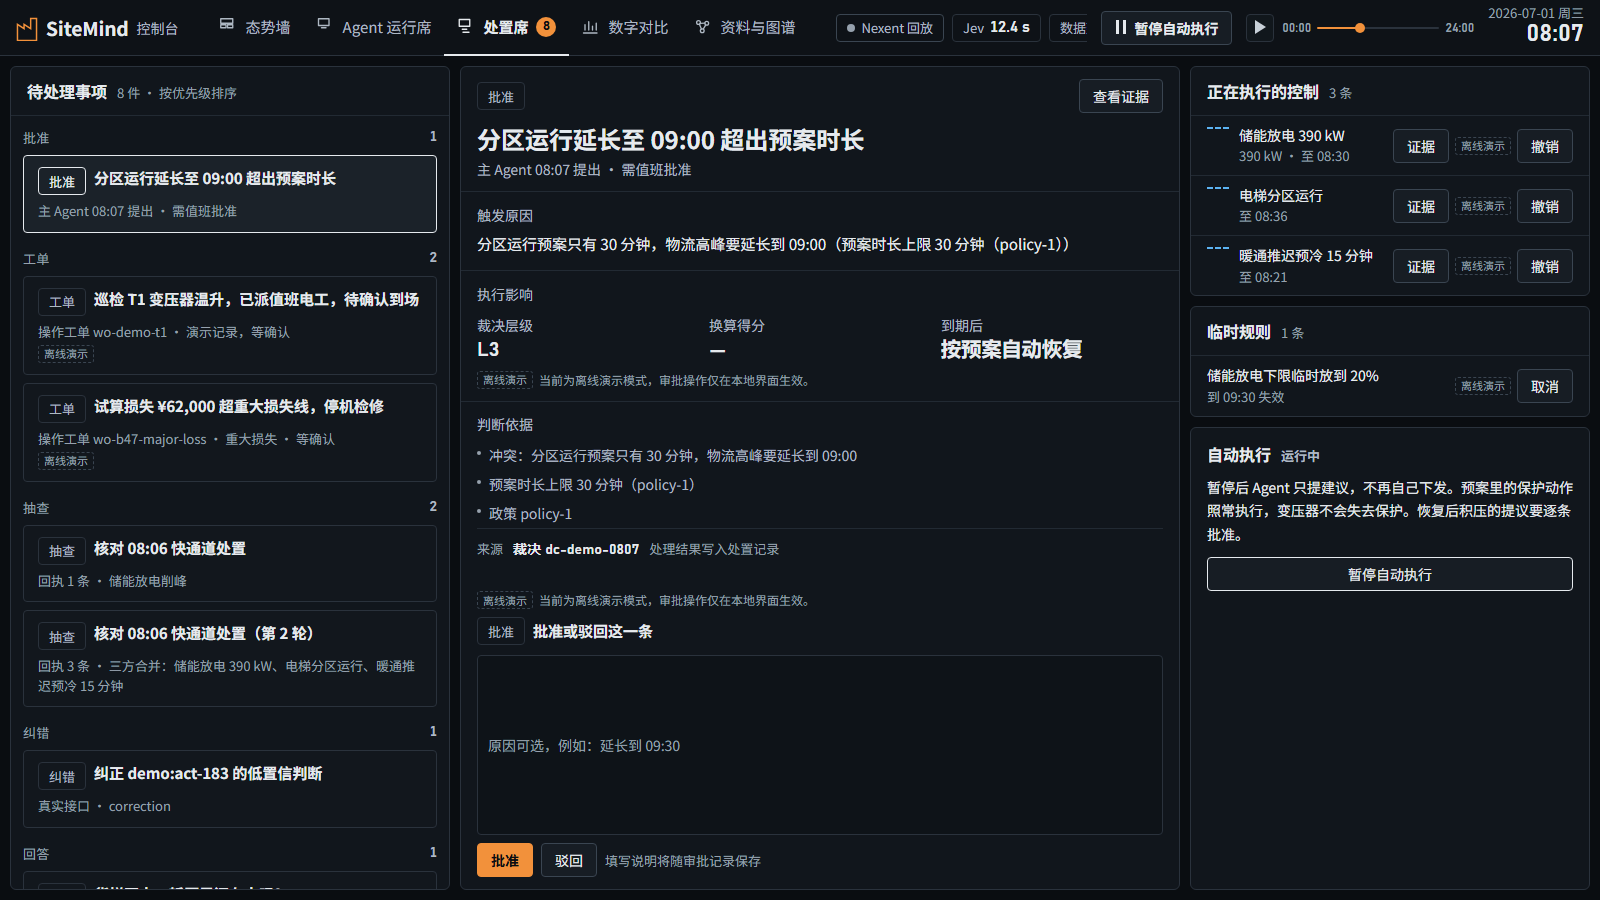 SiteMind 控制台
态势墙
Agent 运行席
处置席 8
数字对比
资料与图谱
Nexent 回放
Jev 12.4 s
数据
暂停自动执行
00:00
24:00
2026-07-01 周三
08:07
待处理事项 8 件 · 按优先级排序
批准 1
批准 分区运行延长至 09:00 超出预案时长
主 Agent 08:07 提出 · 需值班批准
工单 2
工单 巡检 T1 变压器温升，已派值班电工，待确认到场
操作工单 wo-demo-t1 · 演示记录，等确认
离线演示
工单 试算损失 ¥62,000 超重大损失线，停机检修
操作工单 wo-b47-major-loss · 重大损失 · 等确认
离线演示
抽查 2
抽查 核对 08:06 快通道处置
回执 1 条 · 储能放电削峰
抽查 核对 08:06 快通道处置（第 2 轮）
回执 3 条 · 三方合并：储能放电 390 kW、电梯分区运行、暖通推
迟预冷 15 分钟
纠错 1
纠错 纠正 demo:act-183 的低置信判断
真实接口 · correction
回答 1
批准
查看证据
分区运行延长至 09:00 超出预案时长
主 Agent 08:07 提出 · 需值班批准
触发原因
分区运行预案只有 30 分钟，物流高峰要延长到 09:00（预案时长上限 30 分钟（policy-1））
执行影响
裁决层级 换算得分 到期后
L3 — 按预案自动恢复
离线演示 当前为离线演示模式，审批操作仅在本地界面生效。
判断依据
• 冲突：分区运行预案只有 30 分钟，物流高峰要延长到 09:00
• 预案时长上限 30 分钟（policy-1）
• 政策 policy-1
来源 裁决 dc-demo-0807 处理结果写入处置记录
离线演示 当前为离线演示模式，审批操作仅在本地界面生效。
批准 批准或驳回这一条
原因可选，例如：延长到 09:30
批准 驳回 填写说明将随审批记录保存
正在执行的控制 3 条
储能放电 390 kW
390 kW · 至 08:30
证据 离线演示 撤销
电梯分区运行
至 08:36
证据 离线演示 撤销
暖通推迟预冷 15 分钟
至 08:21
证据 离线演示 撤销
临时规则 1 条
储能放电下限临时放到 20%
到 09:30 失效
离线演示 取消
自动执行 运行中
暂停后 Agent 只提建议，不再自己下发。预案里的保护动作
照常执行，变压器不会失去保护。恢复后积压的提议要逐条
批准。
暂停自动执行